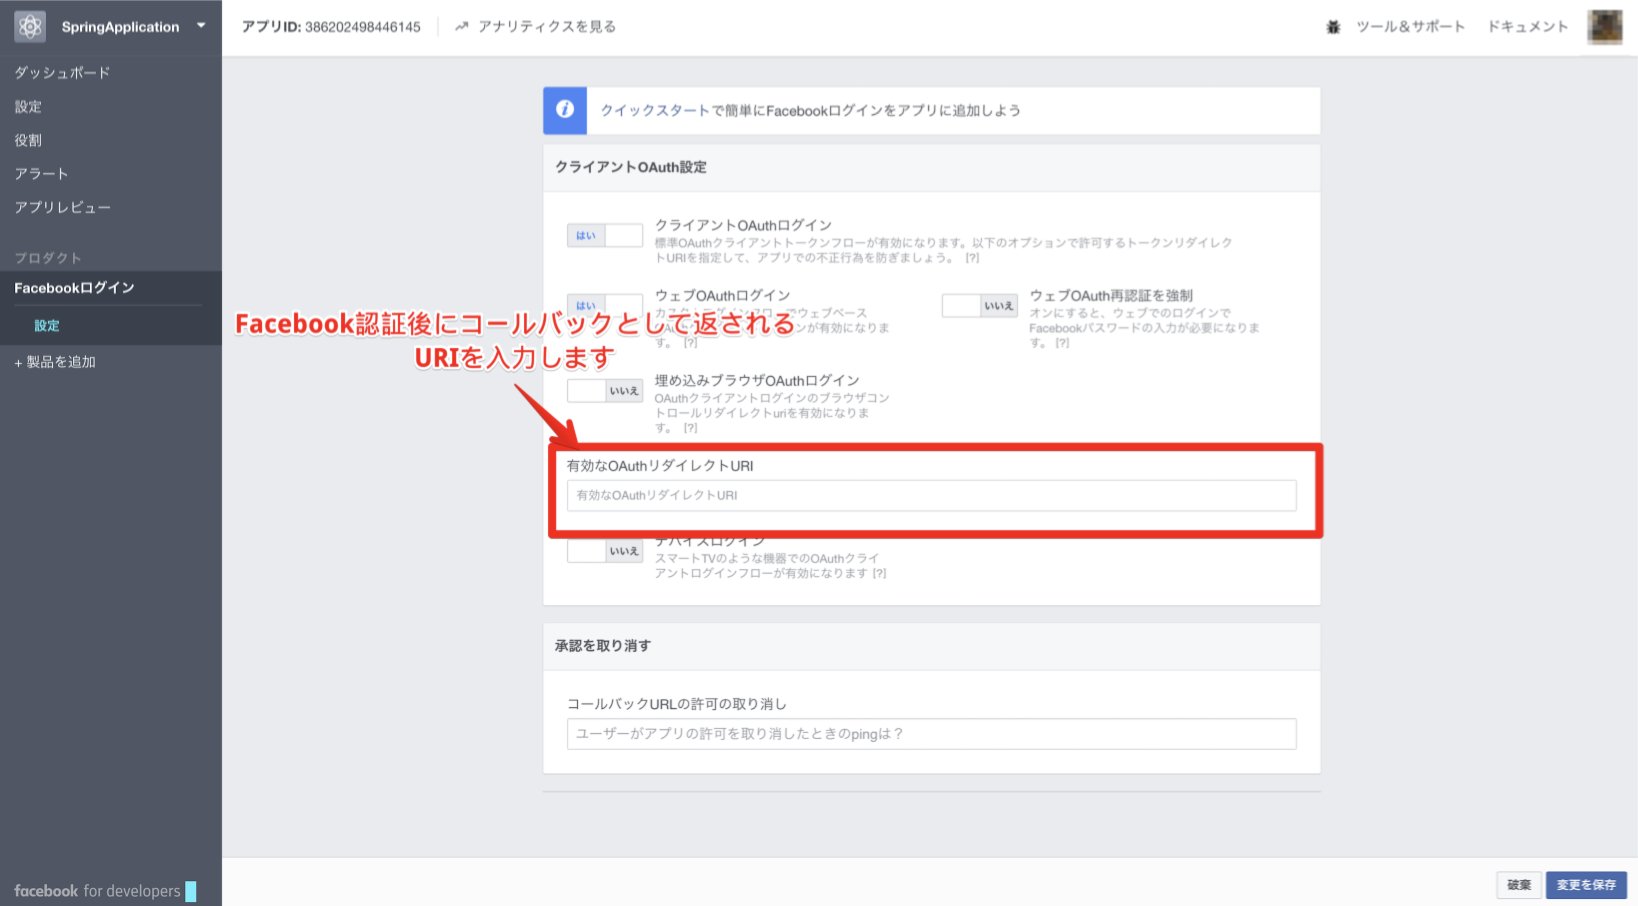 SpringApplication
アプリID: 386202498446145
アナリティクスを見る
ツール＆サポート
ドキュメント
ダッシュボード
設定
役割
アラート
アプリレビュー
プロダクト
Facebookログイン
設定
+ 製品を追加
クイックスタートで簡単にFacebookログインをアプリに追加しよう
クライアントOAuth設定
はい
クライアントOAuthログイン
標準OAuthクライアントトークンフローが有効になります。以下のオプションで許可するトークンリダイレク
トURIを指定して、アプリでの不正行為を防ぎましょう。 [?]
はい
ウェブOAuthログイン
でウェブベース
ンが有効になりま
す。 [?]
いいえ
ウェブOAuth再認証を強制
オンにすると、ウェブでのログインで
Facebookパスワードの入力が必要になりま
す。 [?]
Facebook認証後にコールバックとして返される
URIを入力します
いいえ
埋め込みブラウザOAuthログイン
OAuthクライアントログインのブラウザコン
トロールリダイレクトuriを有効になりま
す。 [?]
有効なOAuthリダイレクトURI
有効なOAuthリダイレクトURI
いいえ
デバイスログイン
スマートTVのような機器でのOAuthクライ
アントログインフローが有効になります [?]
承認を取り消す
コールバックURLの許可の取り消し
ユーザーがアプリの許可を取り消したときのpingは？
facebook for developers
破棄
変更を保存